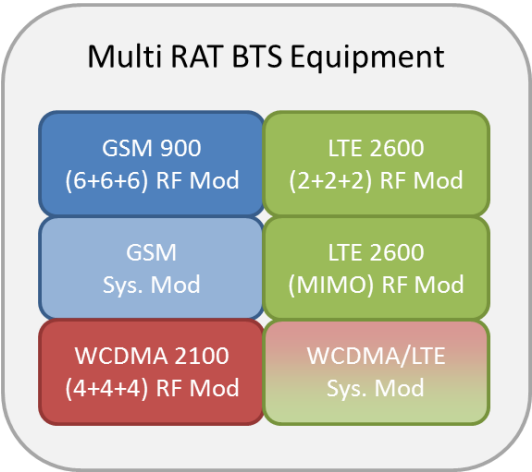 Multi RAT BTS Equipment
GSM 900
(6+6+6) RF Mod
LTE 2600
(2+2+2) RF Mod
GSM
Sys. Mod
LTE 2600
(MIMO) RF Mod
WCDMA 2100
(4+4+4) RF Mod
WCDMA/LTE
Sys. Mod